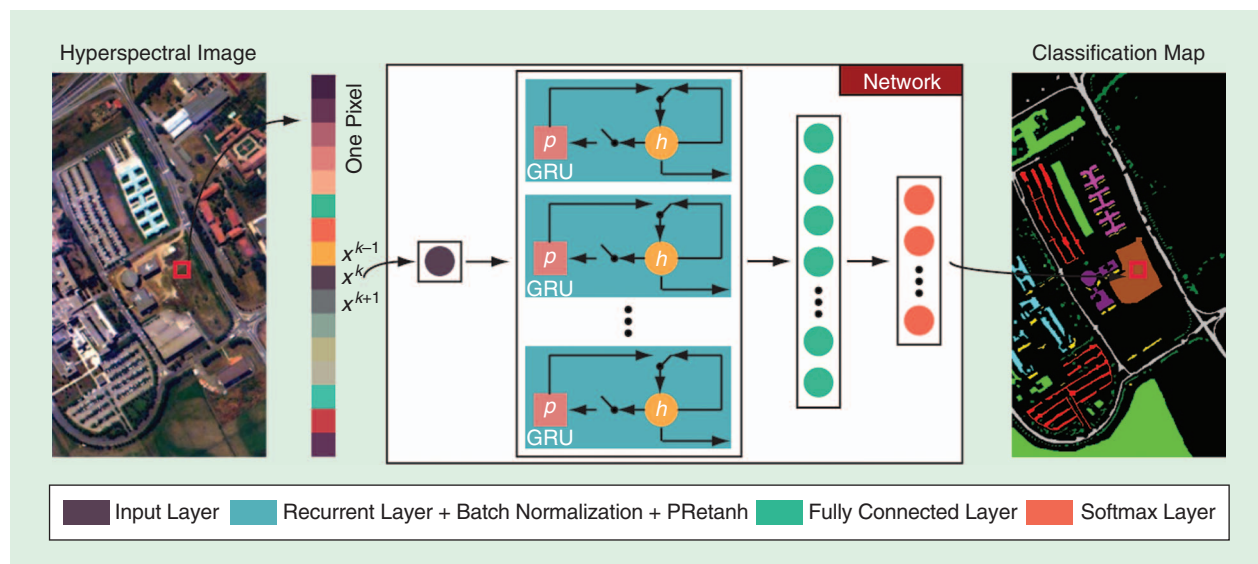 Hyperspectral Image
One Pixel
x^{k–1}
x^k
x^{k+1}
Network
p
h
GRU
p
h
GRU
p
h
GRU
Classification Map
Input Layer
Recurrent Layer + Batch Normalization + PRetanh
Fully Connected Layer
Softmax Layer